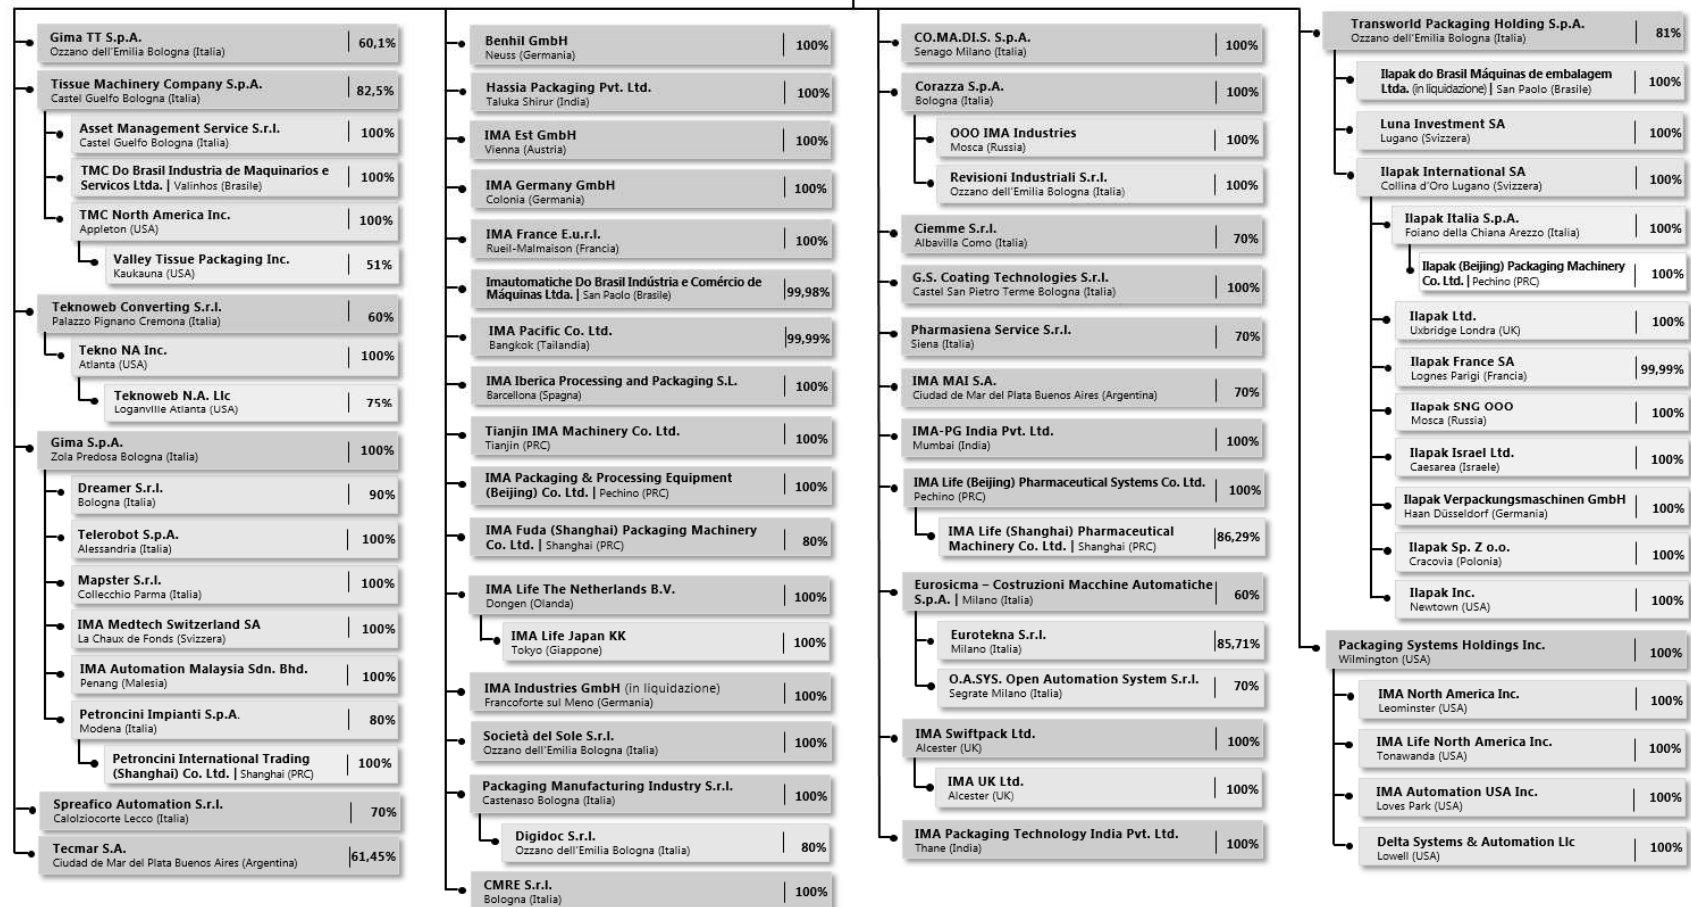 Gima TT S.p.A.
Ozzano dell'Emilia Bologna (Italia)
60,1%
Tissue Machinery Company S.p.A.
Castel Guelfo Bologna (Italia)
82,5%
Asset Management Service S.r.l.
Castel Guelfo Bologna (Italia)
100%
TMC Do Brasil Industria de Maquinarios e
Servicos Ltda. | Valinhos (Brasile)
100%
TMC North America Inc.
Appleton (USA)
100%
Valley Tissue Packaging Inc.
Kaukauna (USA)
51%
Teknoweb Converting S.r.l.
Palazzo Pignano Cremona (Italia)
60%
Tekno NA Inc.
Atlanta (USA)
100%
Teknoweb N.A. Llc
Loganville Atlanta (USA)
75%
Gima S.p.A.
Zola Predosa Bologna (Italia)
100%
Dreamer S.r.l.
Bologna (Italia)
90%
Telerobot S.p.A.
Alessandria (Italia)
100%
Mapster S.r.l.
Collecchio Parma (Italia)
100%
IMA Medtech Switzerland SA
La Chaux de Fonds (Svizzera)
100%
IMA Automation Malaysia Sdn. Bhd.
Penang (Malesia)
100%
Petroncini Impianti S.p.A.
Modena (Italia)
80%
Petroncini International Trading
(Shanghai) Co. Ltd. | Shanghai (PRC)
100%
Spreafico Automation S.r.l.
Calolziocorte Lecco (Italia)
70%
Tecmar S.A.
Ciudad de Mar del Plata Buenos Aires (Argentina)
61,45%
Benhil GmbH
Neuss (Germania)
100%
Hassia Packaging Pvt. Ltd.
Taluka Shirur (India)
100%
IMA Est GmbH
Vienna (Austria)
100%
IMA Germany GmbH
Colonia (Germania)
100%
IMA France E.u.r.l.
Rueil-Malmaison (Francia)
100%
Imautomatiche Do Brasil Indústria e Comércio de
Máquinas Ltda. | San Paolo (Brasile)
99,98%
IMA Pacific Co. Ltd.
Bangkok (Tailandia)
99,99%
IMA Iberica Processing and Packaging S.L.
Barcellona (Spagna)
100%
Tianjin IMA Machinery Co. Ltd.
Tianjin (PRC)
100%
IMA Packaging & Processing Equipment
(Beijing) Co. Ltd. | Pechino (PRC)
100%
IMA Fuda (Shanghai) Packaging Machinery
Co. Ltd. | Shanghai (PRC)
80%
IMA Life The Netherlands B.V.
Dongen (Olanda)
100%
IMA Life Japan KK
Tokyo (Giappone)
100%
IMA Industries GmbH (in liquidazione)
Francoforte sul Meno (Germania)
100%
Società del Sole S.r.l.
Ozzano dell'Emilia Bologna (Italia)
100%
Packaging Manufacturing Industry S.r.l.
Castenaso Bologna (Italia)
100%
Digidoc S.r.l.
Ozzano dell'Emilia Bologna (Italia)
80%
CMRE S.r.l.
Bologna (Italia)
100%
CO.MA.DI.S. S.p.A.
Senago Milano (Italia)
100%
Corazza S.p.A.
Bologna (Italia)
100%
OOO IMA Industries
Mosca (Russia)
100%
Revisioni Industriali S.r.l.
Ozzano dell'Emilia Bologna (Italia)
100%
Ciemme S.r.l.
Albavilla Como (Italia)
70%
G.S. Coating Technologies S.r.l.
Castel San Pietro Terme Bologna (Italia)
100%
Pharmasiena Service S.r.l.
Siena (Italia)
70%
IMA MAI S.A.
Ciudad de Mar del Plata Buenos Aires (Argentina)
70%
IMA-PG India Pvt. Ltd.
Mumbai (India)
100%
IMA Life (Beijing) Pharmaceutical Systems Co. Ltd.
Pechino (PRC)
100%
IMA Life (Shanghai) Pharmaceutical
Machinery Co. Ltd. | Shanghai (PRC)
86,29%
Eurosicma – Costruzioni Macchine Automatiche
S.p.A. | Milano (Italia)
60%
Eurotekna S.r.l.
Milano (Italia)
85,71%
O.A.SYS. Open Automation System S.r.l.
Segrate Milano (Italia)
70%
IMA Swiftpack Ltd.
Alcester (UK)
100%
IMA UK Ltd.
Alcester (UK)
100%
IMA Packaging Technology India Pvt. Ltd.
Thane (India)
100%
Transworld Packaging Holding S.p.A.
Ozzano dell'Emilia Bologna (Italia)
81%
Ilapak do Brasil Máquinas de embalagem
Ltda. (in liquidazione) | San Paolo (Brasile)
100%
Luna Investment SA
Lugano (Svizzera)
100%
Ilapak International SA
Collina d'Oro Lugano (Svizzera)
100%
Ilapak Italia S.p.A.
Foiano della Chiana Arezzo (Italia)
100%
Ilapak (Beijing) Packaging Machinery
Co. Ltd. | Pechino (PRC)
100%
Ilapak Ltd.
Uxbridge Londra (UK)
100%
Ilapak France SA
Lognes Parigi (Francia)
99,99%
Ilapak SNG OOO
Mosca (Russia)
100%
Ilapak Israel Ltd.
Caesarea (Israele)
100%
Ilapak Verpackungsmaschinen GmbH
Haan Düsseldorf (Germania)
100%
Ilapak Sp. Z o.o.
Cracovia (Polonia)
100%
Ilapak Inc.
Newtown (USA)
100%
Packaging Systems Holdings Inc.
Wilmington (USA)
100%
IMA North America Inc.
Leominster (USA)
100%
IMA Life North America Inc.
Tonawanda (USA)
100%
IMA Automation USA Inc.
Loves Park (USA)
100%
Delta Systems & Automation Llc
Lowell (USA)
100%